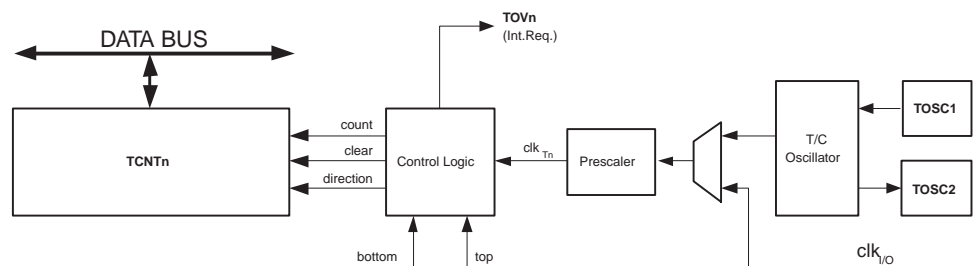 DATA BUS
TOVn
(Int.Req.)
TCNTn
count
clear
direction
Control Logic
clkTn
Prescaler
T/C
Oscillator
TOSC1
TOSC2
bottom
top
clkI/O